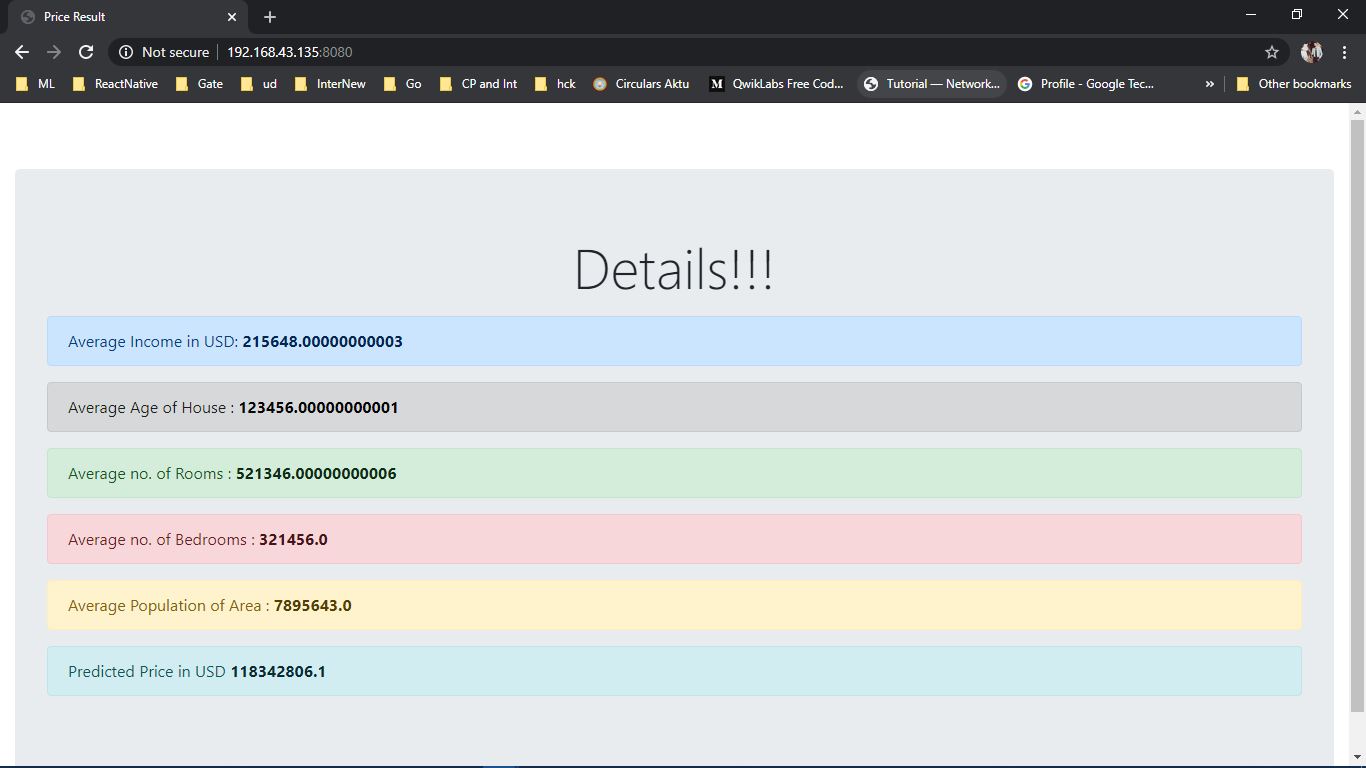 Price Result
Not secure 192.168.43.135:8080
ML ReactNative Gate ud InterNew Go CP and Int hck Circulars Aktu M QwikLabs Free Cod... Tutorial — Network... G Profile - Google Tec... » Other bookmarks
Details!!!
Average Income in USD: 215648.00000000003
Average Age of House : 123456.00000000001
Average no. of Rooms : 521346.00000000006
Average no. of Bedrooms : 321456.0
Average Population of Area : 7895643.0
Predicted Price in USD 118342806.1